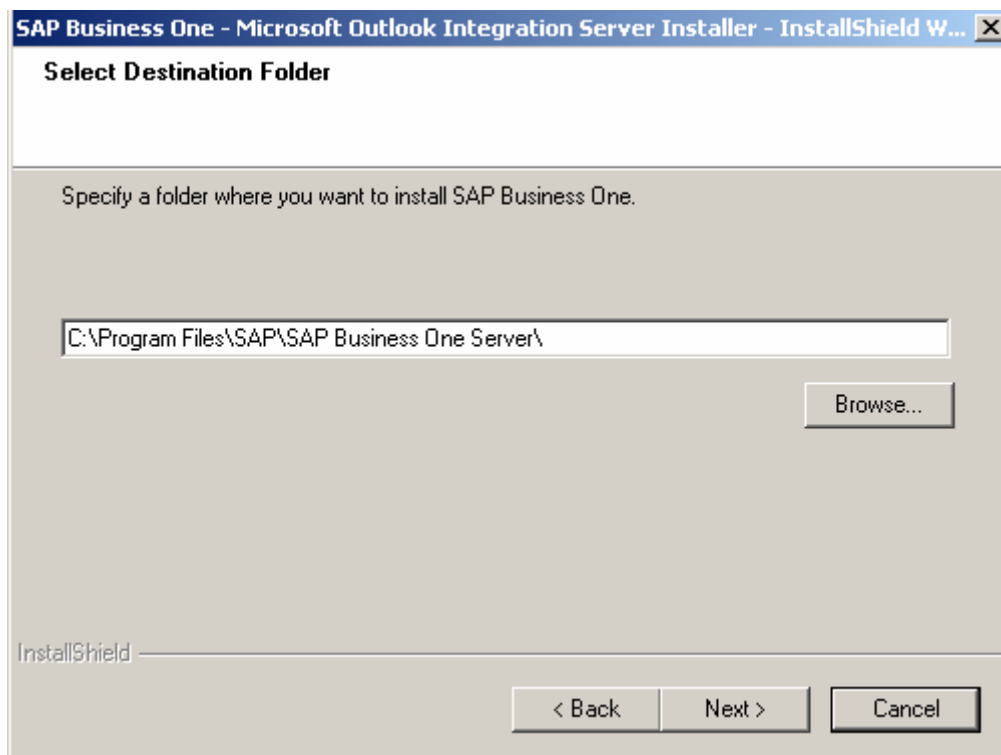 SAP Business One - Microsoft Outlook Integration Server Installer - InstallShield W...
Select Destination Folder
Specify a folder where you want to install SAP Business One.
C:\Program Files\SAP\SAP Business One Server\
Browse...
InstallShield
< Back Next > Cancel